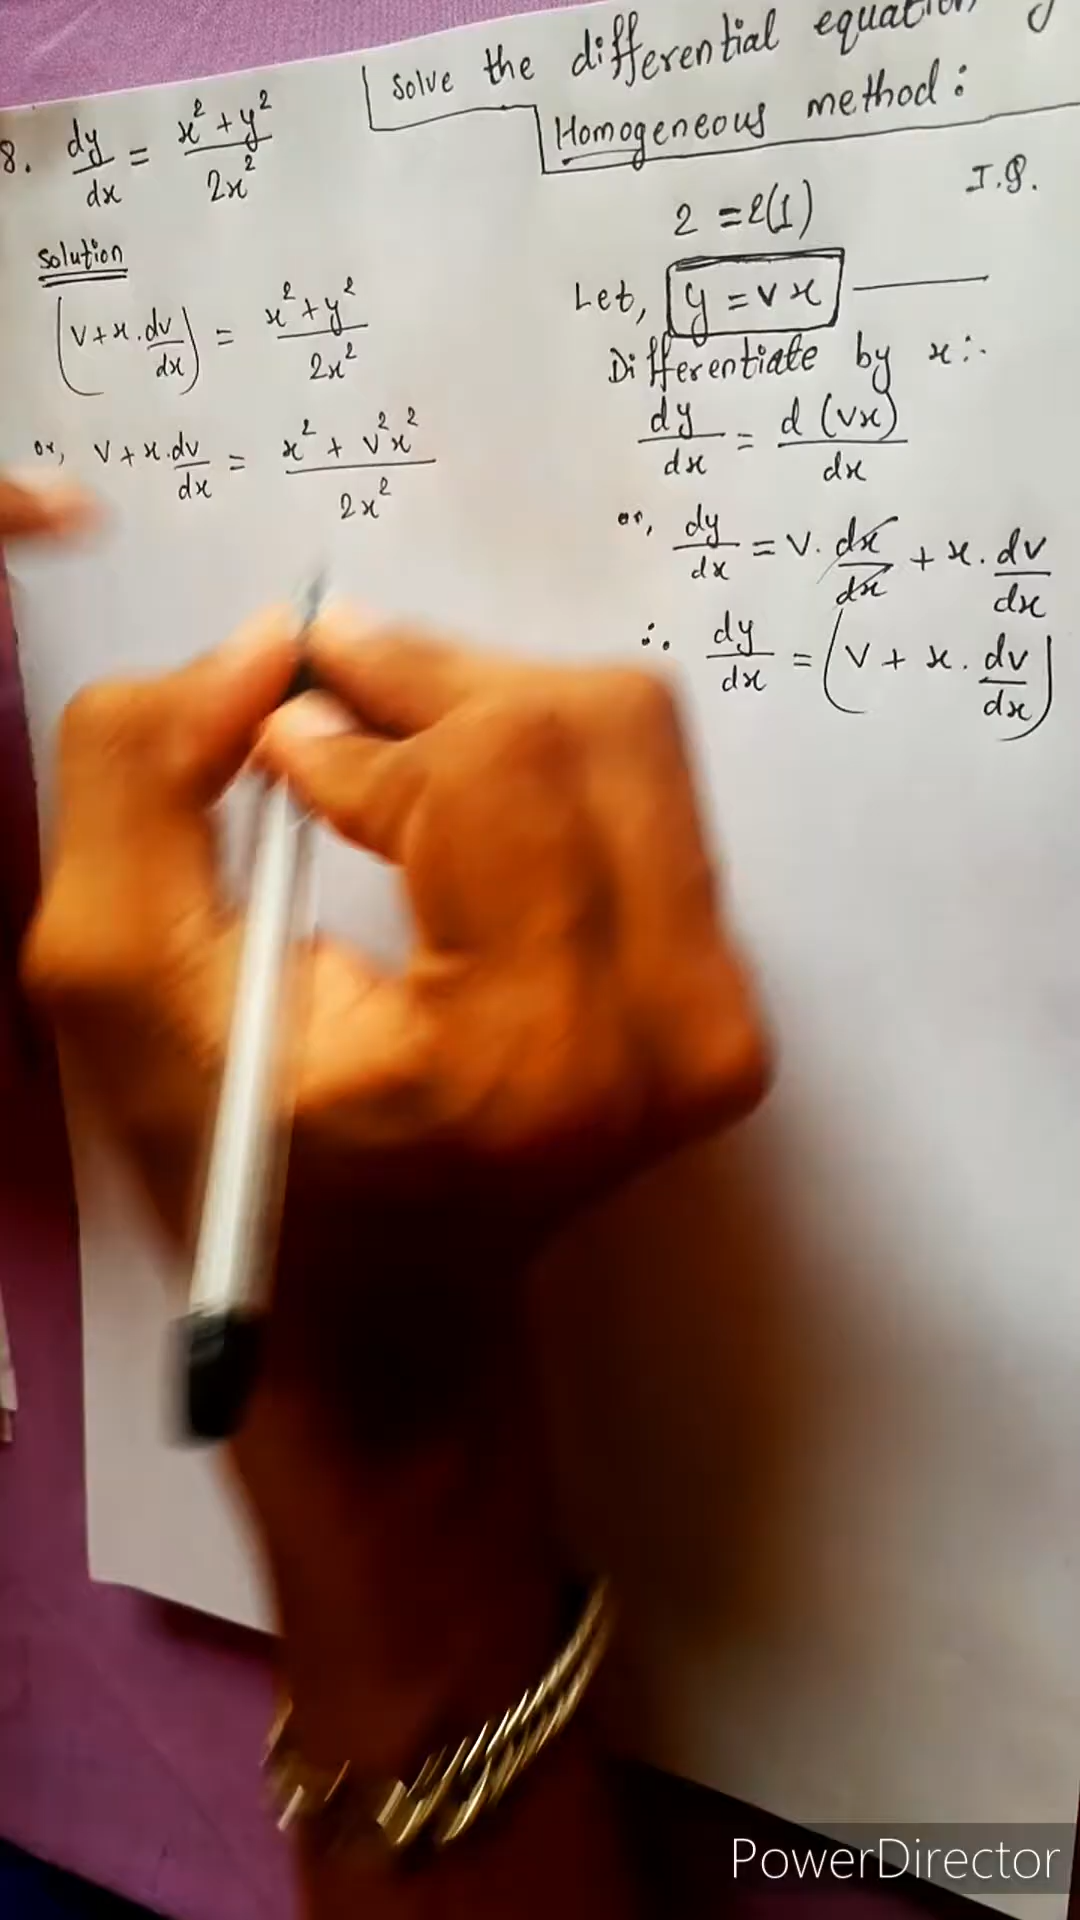 Solve the differential equation
Homogeneous method:
8. dy/dx = (x²+y²)/2x²
I.S.
2 = 2(1)
Solution
(v+x.dv/dx) = (x²+y²)/2x²
or, v+x.dv/dx = (x²+v²x²)/2x²
Let, y = vx
Differentiate by x:-
dy/dx = d(vx)/dx
or, dy/dx = v.dx/dx + x.dv/dx
∴ dy/dx = (v+x.dv/dx)
PowerDirector